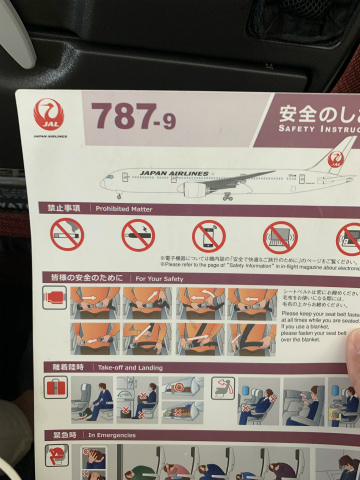 JAL
JAPAN AIRLINES
787-9
安全のし
SAFETY INSTRUC
JAPAN AIRLINES
禁止事項 Prohibited Matter
※電子機器については機内誌の「安全で快適なご旅行のために」のページをご覧ください。
※Please refer to the page of "Safety Information" in in-flight magazine about electronic
皆様の安全のために For Your Safety
シートベルトは常にお締めください
毛布をお使いになる際には、
毛布の上からお締めください。
Please keep your seat belt faste
at all times while you are seated.
If you use a blanket,
please fasten your seat belt
over the blanket.
離着陸時 Take-off and Landing
緊急時 In Emergencies